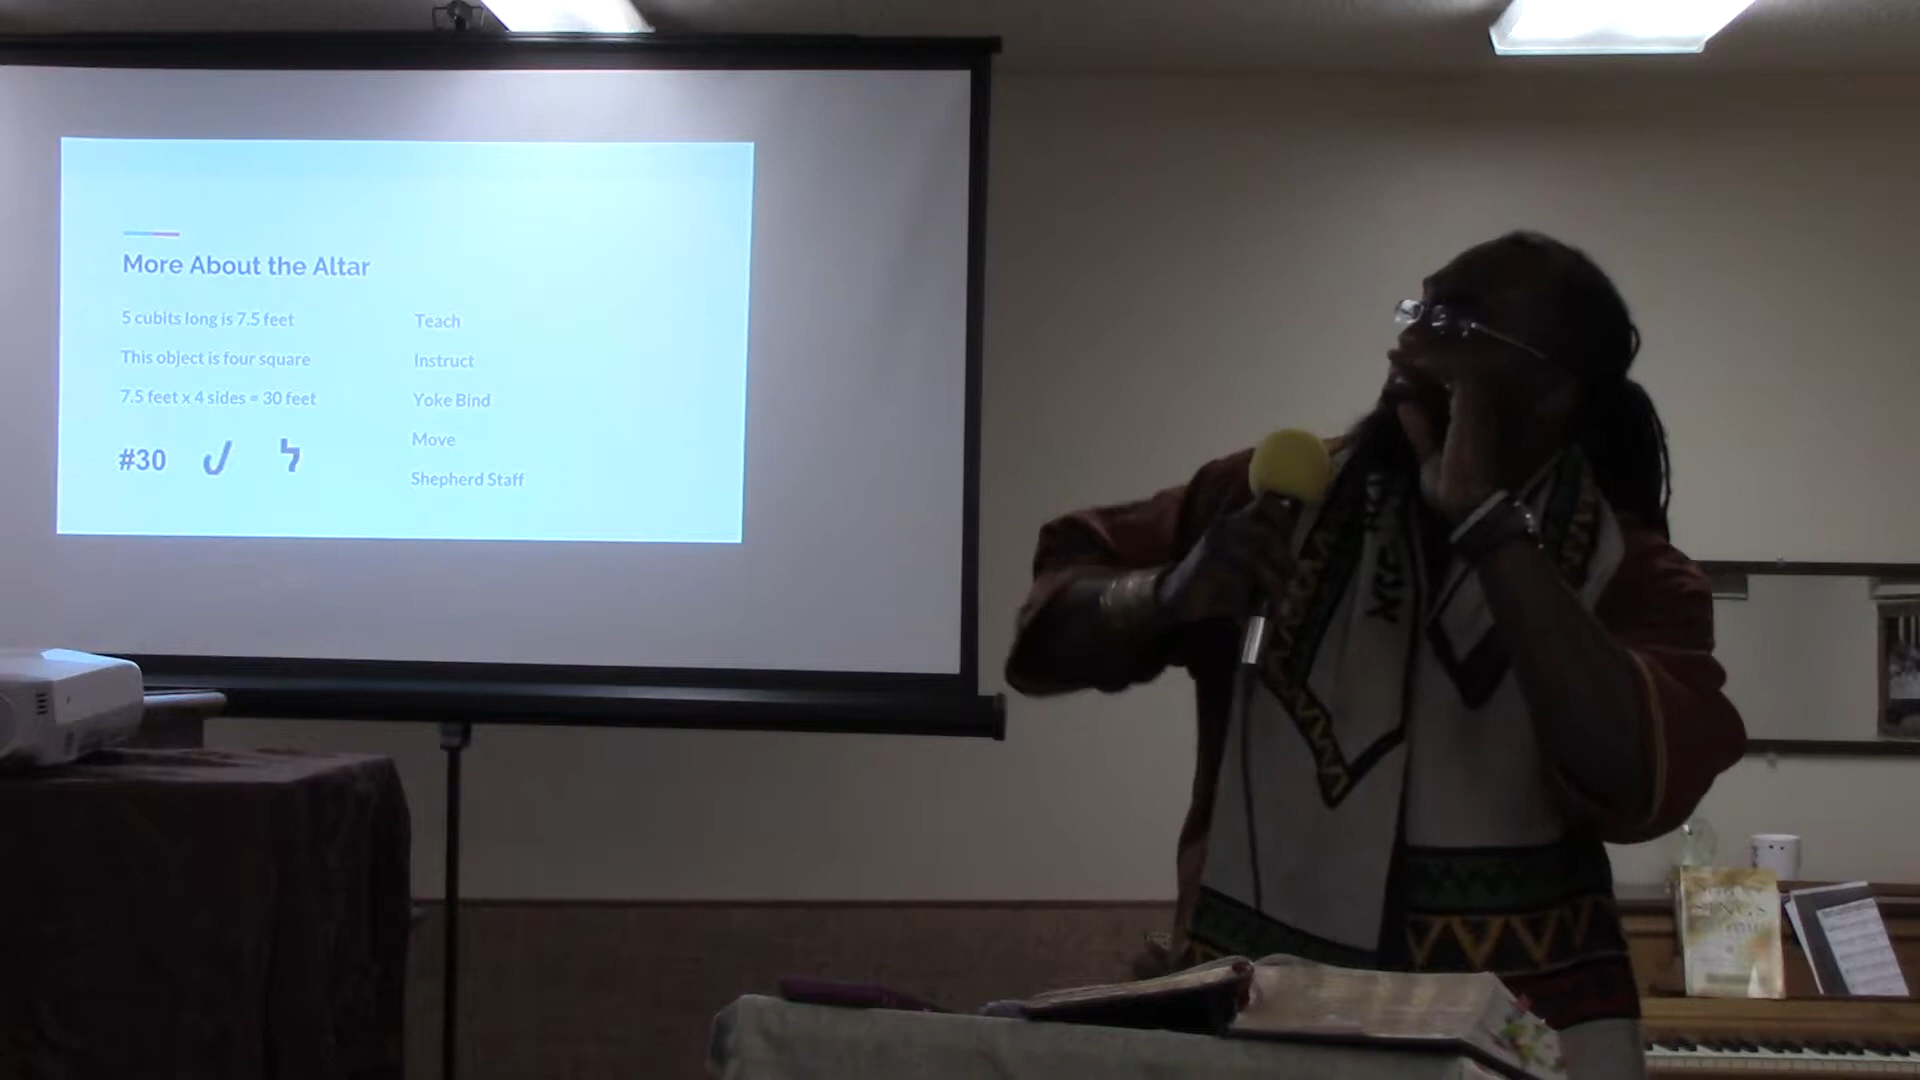 More About the Altar
5 cubits long is 7.5 feet
This object is four square
7.5 feet x 4 sides = 30 feet
#30 ל
Teach
Instruct
Yoke Bind
Move
Shepherd Staff